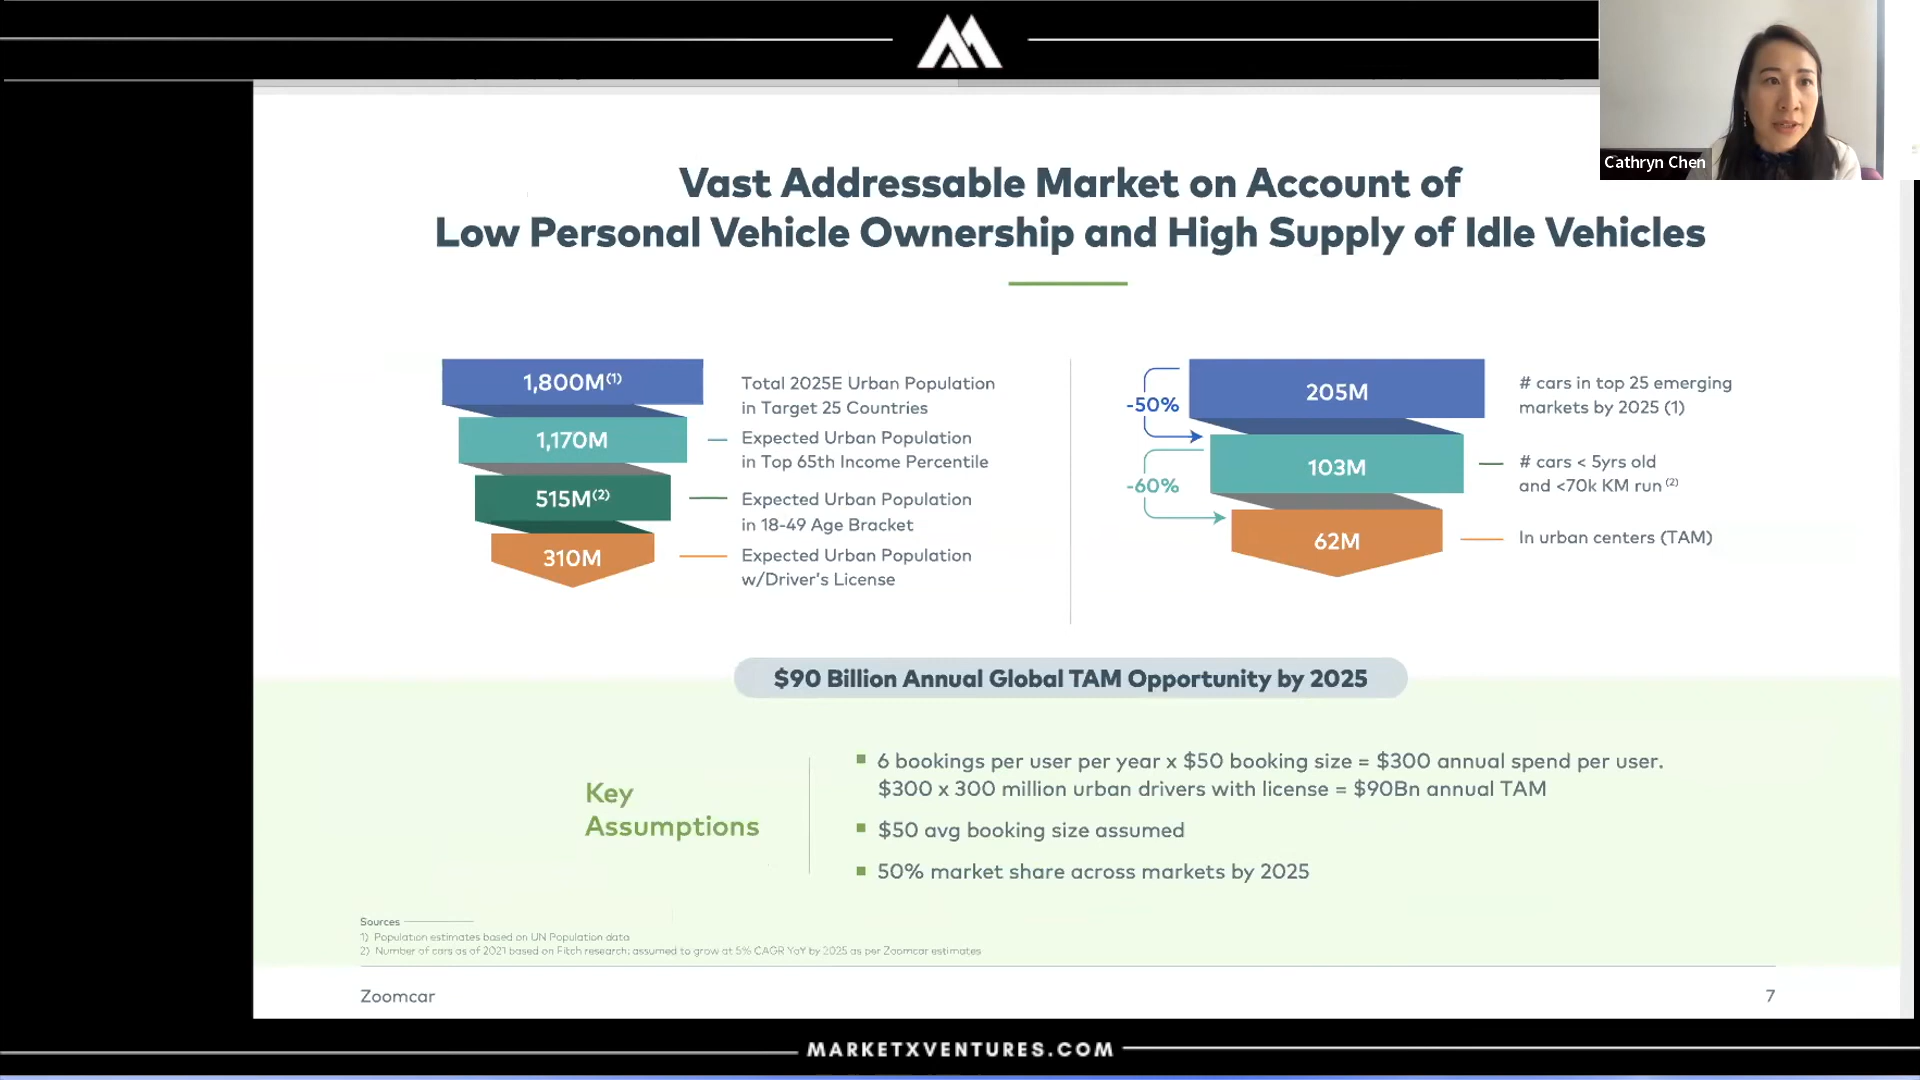 Cathryn Chen
Vast Addressable Market on Account of
Low Personal Vehicle Ownership and High Supply of Idle Vehicles
1,800M(1)
Total 2025E Urban Population
in Target 25 Countries
1,170M
Expected Urban Population
in Top 65th Income Percentile
515M(2)
Expected Urban Population
in 18-49 Age Bracket
310M
Expected Urban Population
w/Driver's License
205M
# cars in top 25 emerging
markets by 2025 (1)
-50%
103M
# cars < 5yrs old
and <70k KM run (2)
-60%
62M
In urban centers (TAM)
$90 Billion Annual Global TAM Opportunity by 2025
Key
Assumptions
6 bookings per user per year x $50 booking size = $300 annual spend per user.
$300 x 300 million urban drivers with license = $90Bn annual TAM
$50 avg booking size assumed
50% market share across markets by 2025
Sources
1) Population estimates based on UN Population data
2) Number of cars as of 2021 based on Fitch research; assumed to grow at 5% CAGR YoY by 2025 as per Zoomcar estimates
Zoomcar
7
MARKETXVENTURES.COM